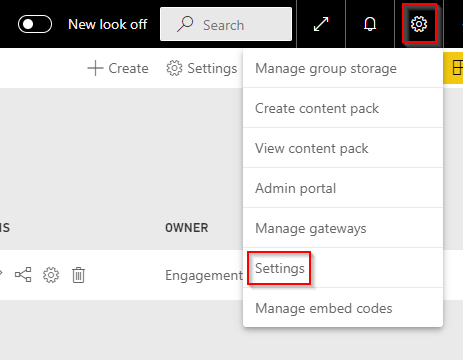 New look off
Search
Create
Settings
Manage group storage
Create content pack
View content pack
Admin portal
Manage gateways
Settings
Manage embed codes
OWNER
Engagement